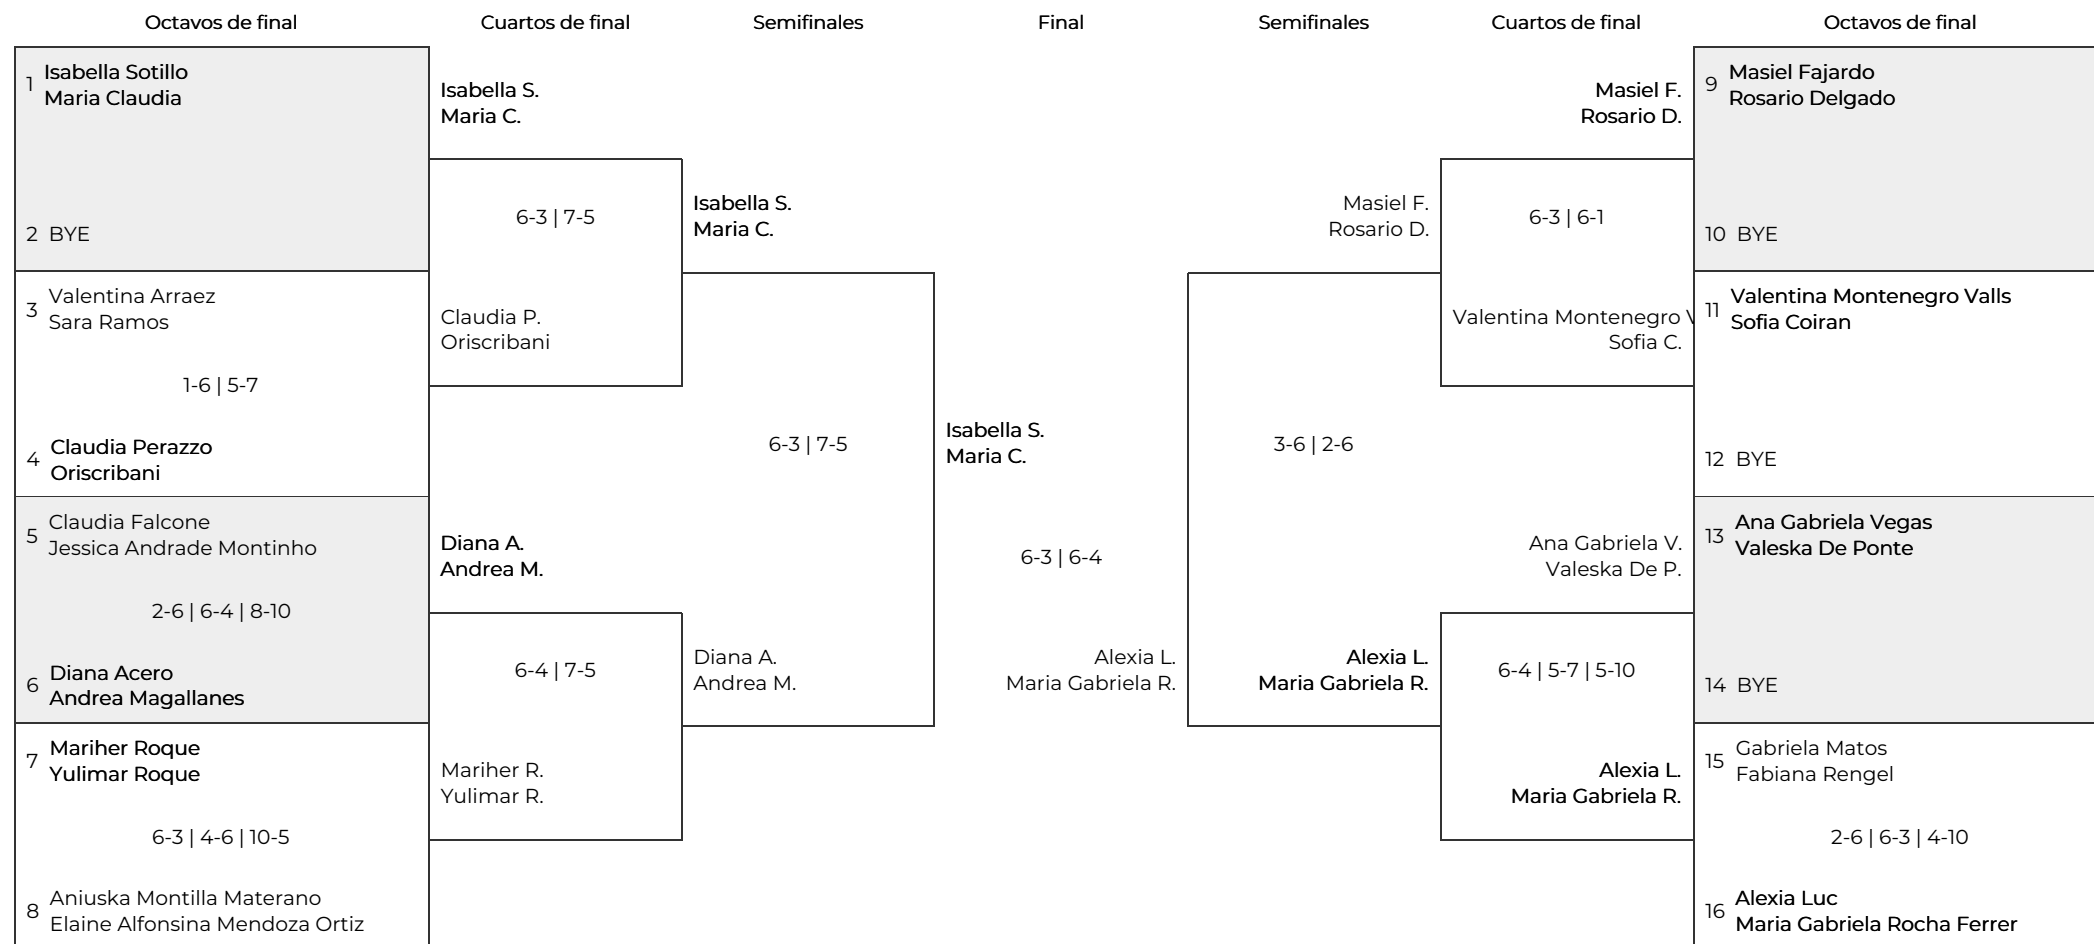 Octavos de final
Cuartos de final
Semifinales
Final
Semifinales
Cuartos de final
Octavos de final
1
Isabella Sotillo
Maria Claudia
2 BYE
3
Valentina Arraez
Sara Ramos
1-6 | 5-7
4
Claudia Perazzo
Oriscribani
5
Claudia Falcone
Jessica Andrade Montinho
2-6 | 6-4 | 8-10
6
Diana Acero
Andrea Magallanes
7
Mariher Roque
Yulimar Roque
6-3 | 4-6 | 10-5
8
Aniuska Montilla Materano
Elaine Alfonsina Mendoza Ortiz
Isabella S.
Maria C.
6-3 | 7-5
Claudia P.
Oriscribani
Diana A.
Andrea M.
6-4 | 7-5
Mariher R.
Yulimar R.
Isabella S.
Maria C.
6-3 | 7-5
Diana A.
Andrea M.
Isabella S.
Maria C.
6-3 | 6-4
Alexia L.
Maria Gabriela R.
Masiel F.
Rosario D.
3-6 | 2-6
Alexia L.
Maria Gabriela R.
Masiel F.
Rosario D.
6-3 | 6-1
Valentina Montenegro V
Sofia C.
Ana Gabriela V.
Valeska De P.
6-4 | 5-7 | 5-10
Alexia L.
Maria Gabriela R.
9
Masiel Fajardo
Rosario Delgado
10 BYE
11
Valentina Montenegro Valls
Sofia Coiran
12 BYE
13
Ana Gabriela Vegas
Valeska De Ponte
14 BYE
15
Gabriela Matos
Fabiana Rengel
2-6 | 6-3 | 4-10
16
Alexia Luc
Maria Gabriela Rocha Ferrer